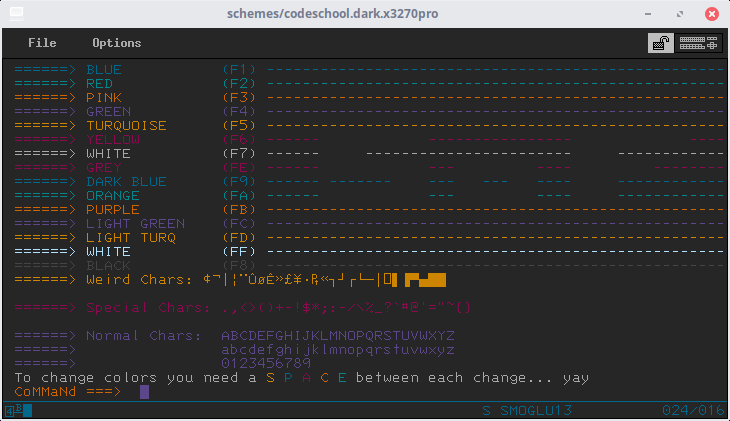 schemes/codeschool.dark.x3270pro
File Options
======> BLUE (F1) -----------------------------------------------------------------
======> RED (F2) -----------------------------------------------------------------
======> PINK (F3) -----------------------------------------------------------------
======> GREEN (F4) -----------------------------------------------------------------
======> TURQUOISE (F5) -----------------------------------------------------------------
======> YELLOW (F6)
======> WHITE (F7) -----------------------------------------------------------------
======> GREY (FE)
======> DARK BLUE (F9)
======> ORANGE (FA)
======> PURPLE (FB)
======> LIGHT GREEN (FC)
======> LIGHT TURQ (FD)
======> WHITE (FF)
======> BLACK (F8)
======> Weird Chars: ¢¬|¦¨ÛøÊ»£¥·₧«┐┘┌└─│
======> Special Chars: .,<>()+-!$*;:-/\%_?`#@'="~{}
======> Normal Chars: ABCDEFGHIJKLMNOPQRSTUVWXYZ
======> abcdefghijklmnopqrstuvwxyz
======> 0123456789
To change colors you need a S P A C E between each change... yay
CoMMaNd ===>
4B S SMOGLU13 024/016